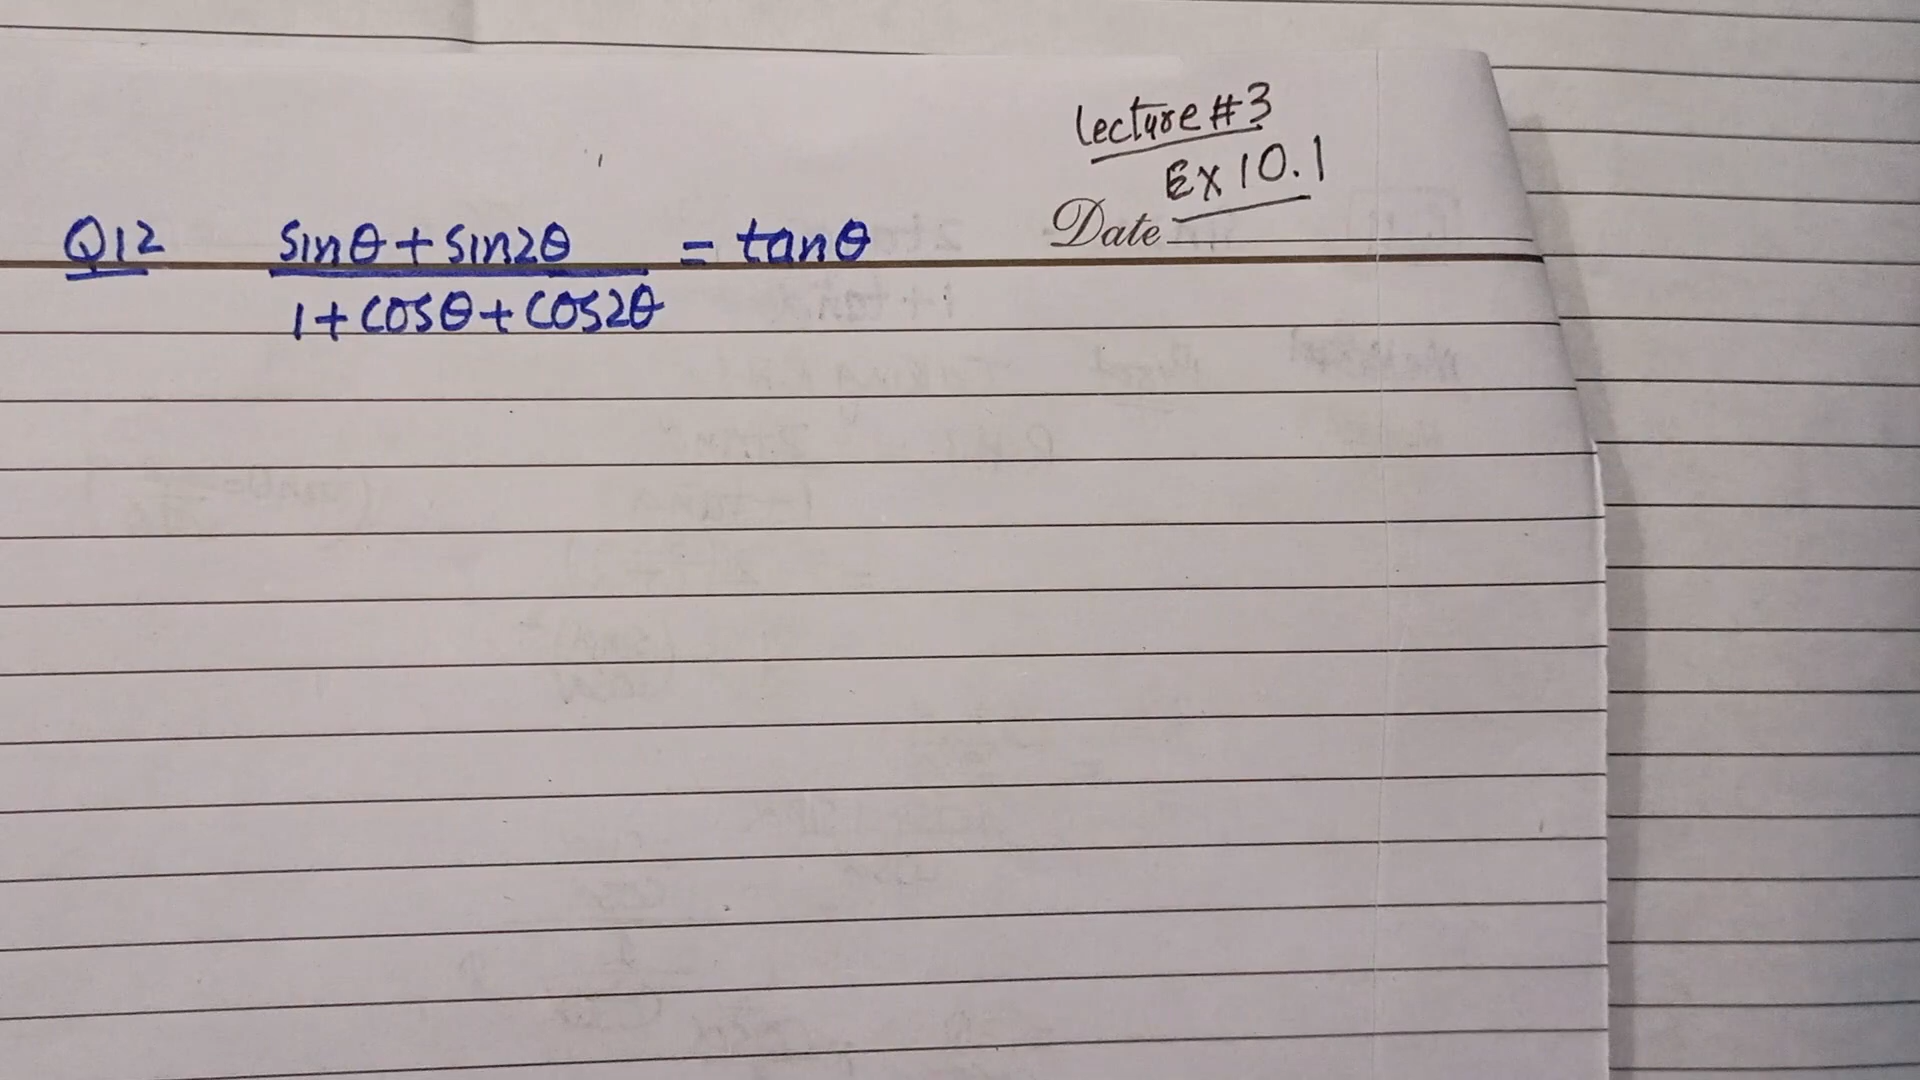 Lecture #3
Ex 10.1
Date
Q12 sinθ + sin2θ = tanθ
1 + cosθ + cos2θ